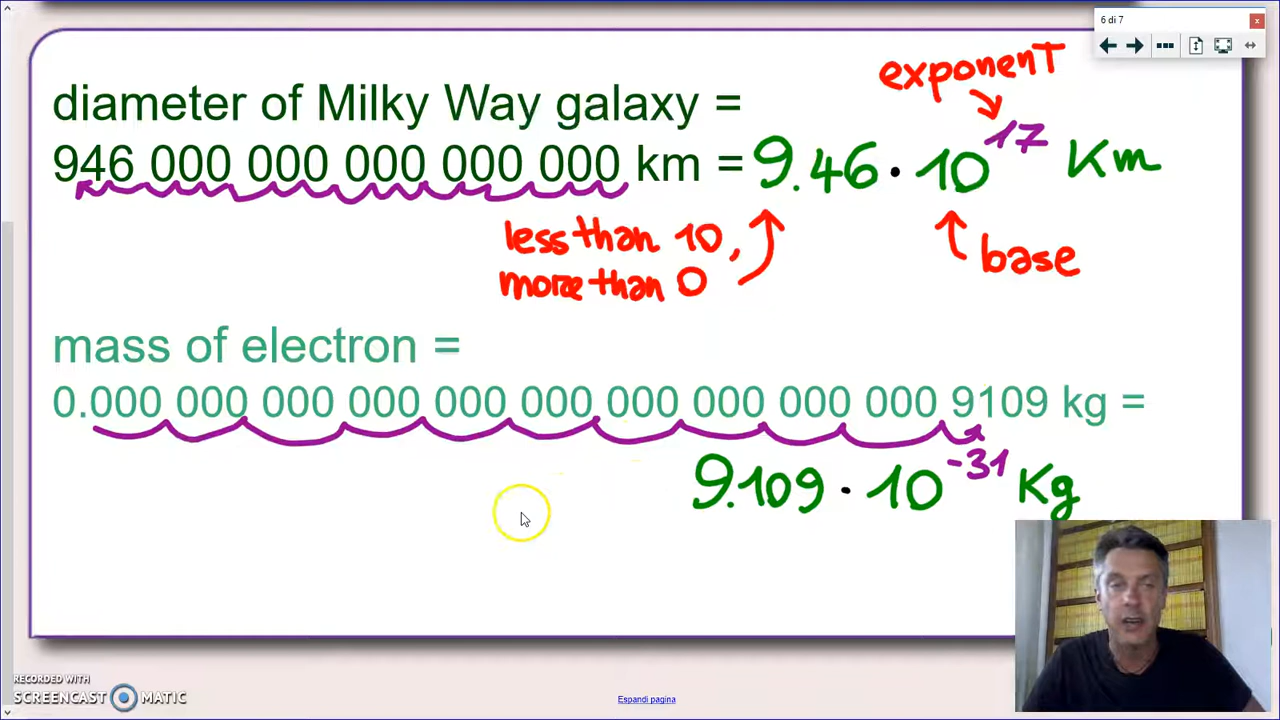 6 di 7
exponent
diameter of Milky Way galaxy =
946 000 000 000 000 000 km = 9.46 · 10^17 Km
less than 10,
more than 0
base
mass of electron =
0.000 000 000 000 000 000 000 000 000 000 9109 kg =
9.109 · 10^-31 Kg
RECORDED WITH
SCREENCAST MATIC
Espandi pagina